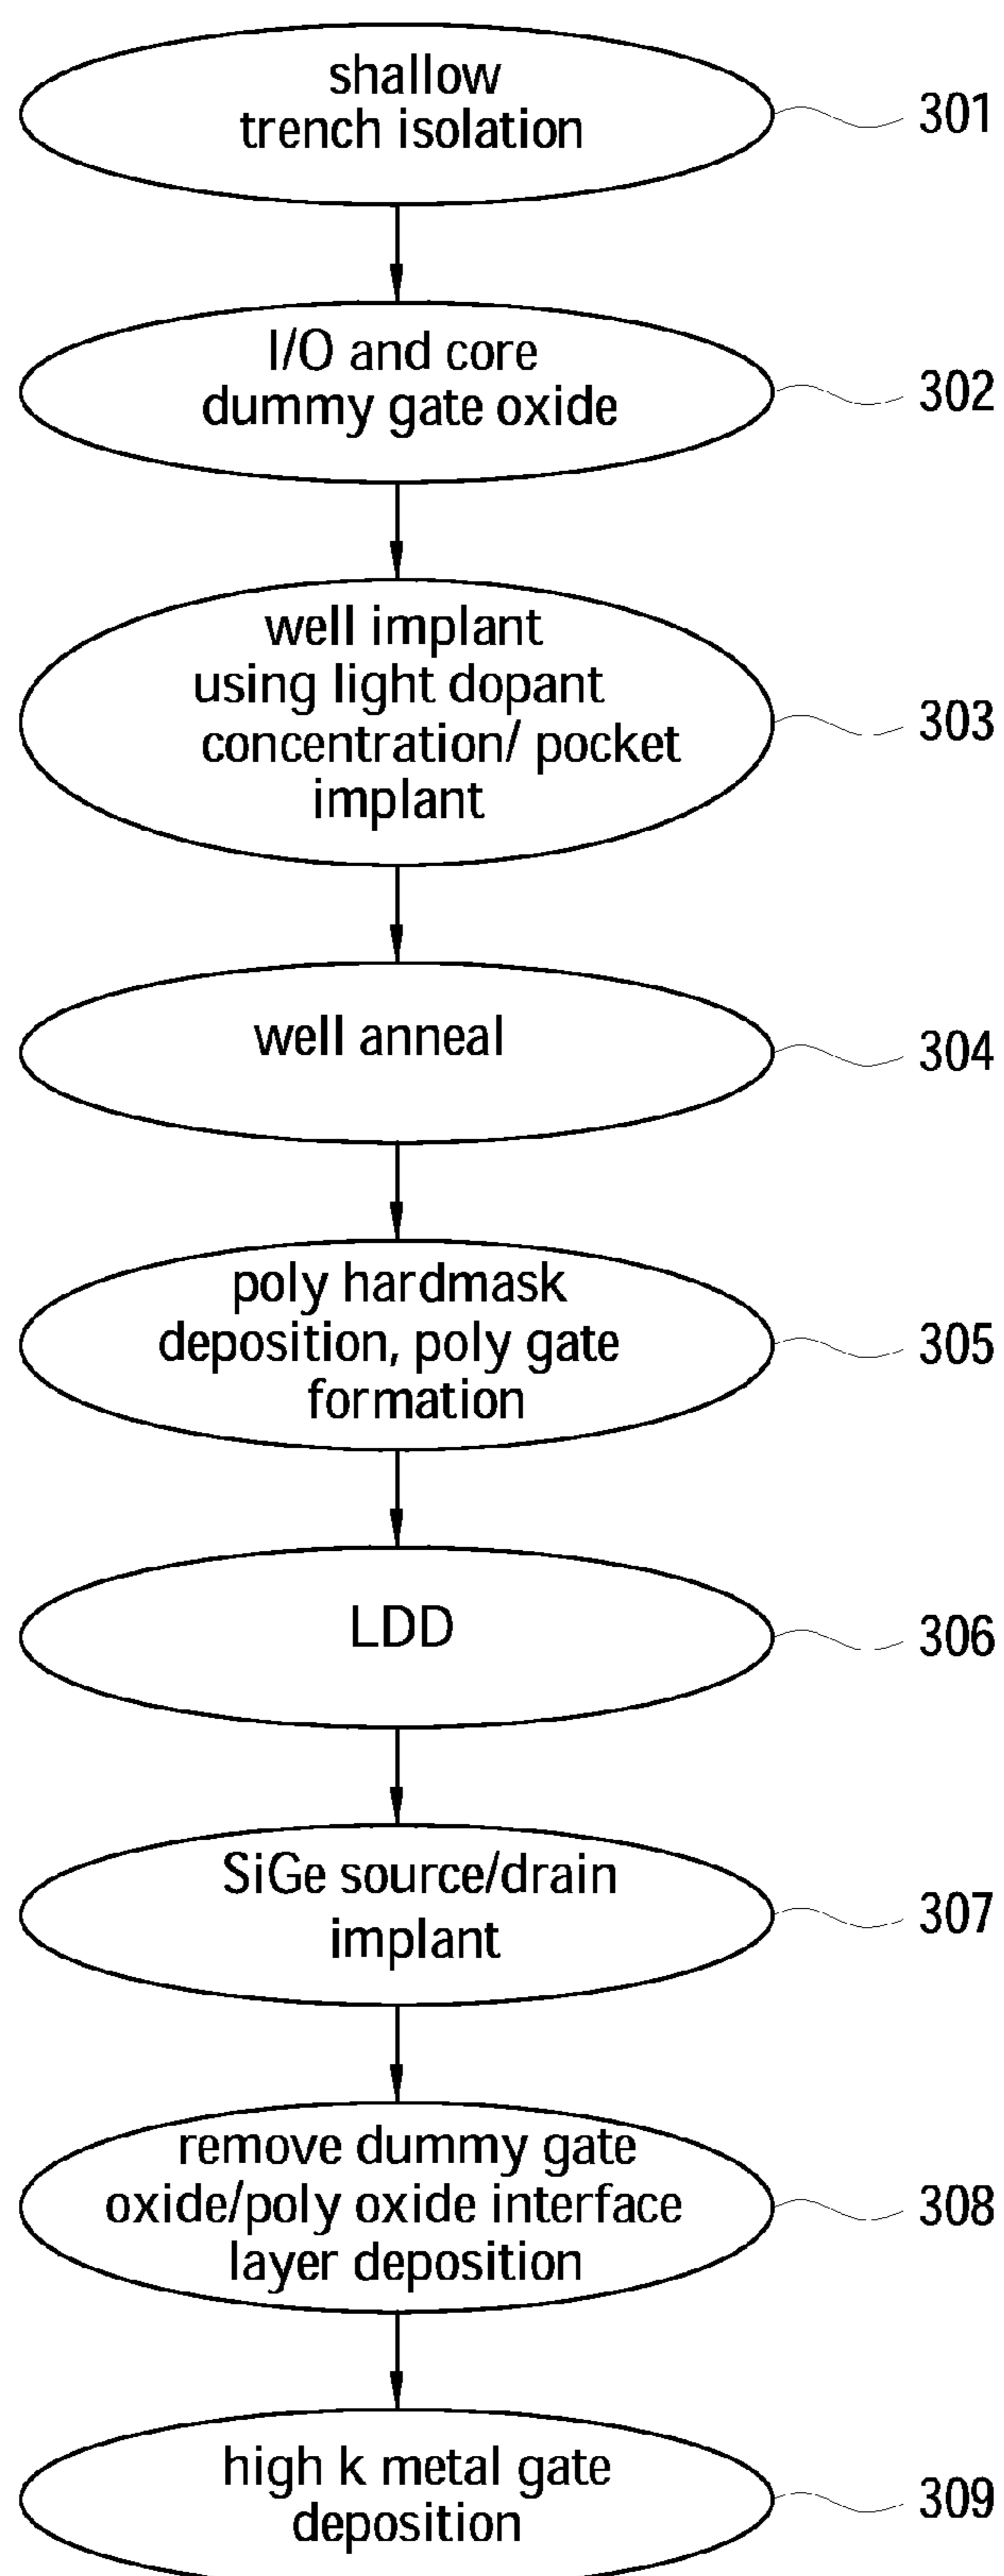 shallow
trench isolation
301
I/O and core
dummy gate oxide
302
well implant
using light dopant
concentration/ pocket
implant
303
well anneal
304
poly hardmask
deposition, poly gate
formation
305
LDD
306
SiGe source/drain
implant
307
remove dummy gate
oxide/poly oxide interface
layer deposition
308
high k metal gate
deposition
309